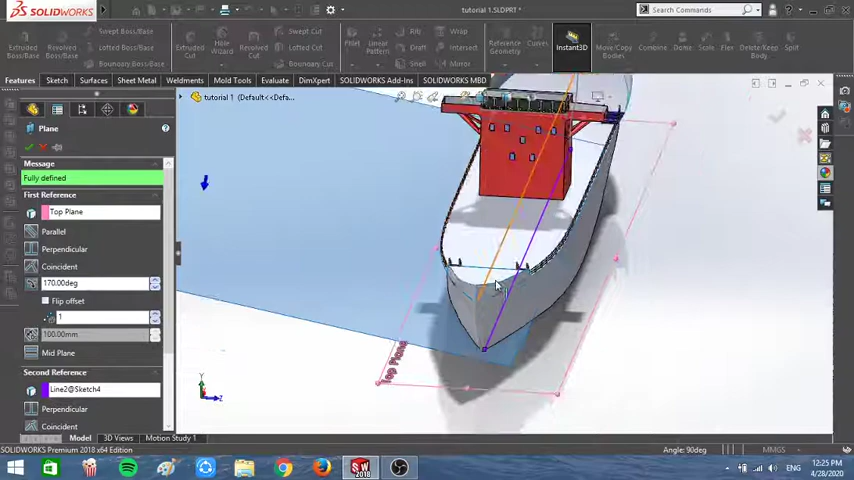 SOLIDWORKS
tutorial 1.SLDPRT *
Search Commands
Extruded Boss/Base
Revolved Boss/Base
Swept Boss/Base
Lofted Boss/Base
Boundary Boss/Base
Extruded Cut
Hole Wizard
Revolved Cut
Swept Cut
Lofted Cut
Boundary Cut
Fillet
Linear Pattern
Rib
Draft
Shell
Wrap
Intersect
Mirror
Reference Geometry
Curves
Instant3D
Move/Copy Bodies
Combine
Dome
Scale
Flex
Delete/Keep Body
Split
Features
Sketch
Surfaces
Sheet Metal
Weldments
Mold Tools
Evaluate
DimXpert
SOLIDWORKS Add-Ins
SOLIDWORKS MBD
tutorial 1 (Default<<Defa...
Plane
Message
Fully defined
First Reference
Top Plane
Parallel
Perpendicular
Coincident
170.00deg
Flip offset
1
100.00mm
Mid Plane
Second Reference
Line2@Sketch4
Perpendicular
Coincident
Top Plane
Y
Z
Model
3D Views
Motion Study 1
SOLIDWORKS Premium 2018 x64 Edition
Angle: 90deg
MMGS
SW
2018
ENG
12:25 PM
4/28/2020